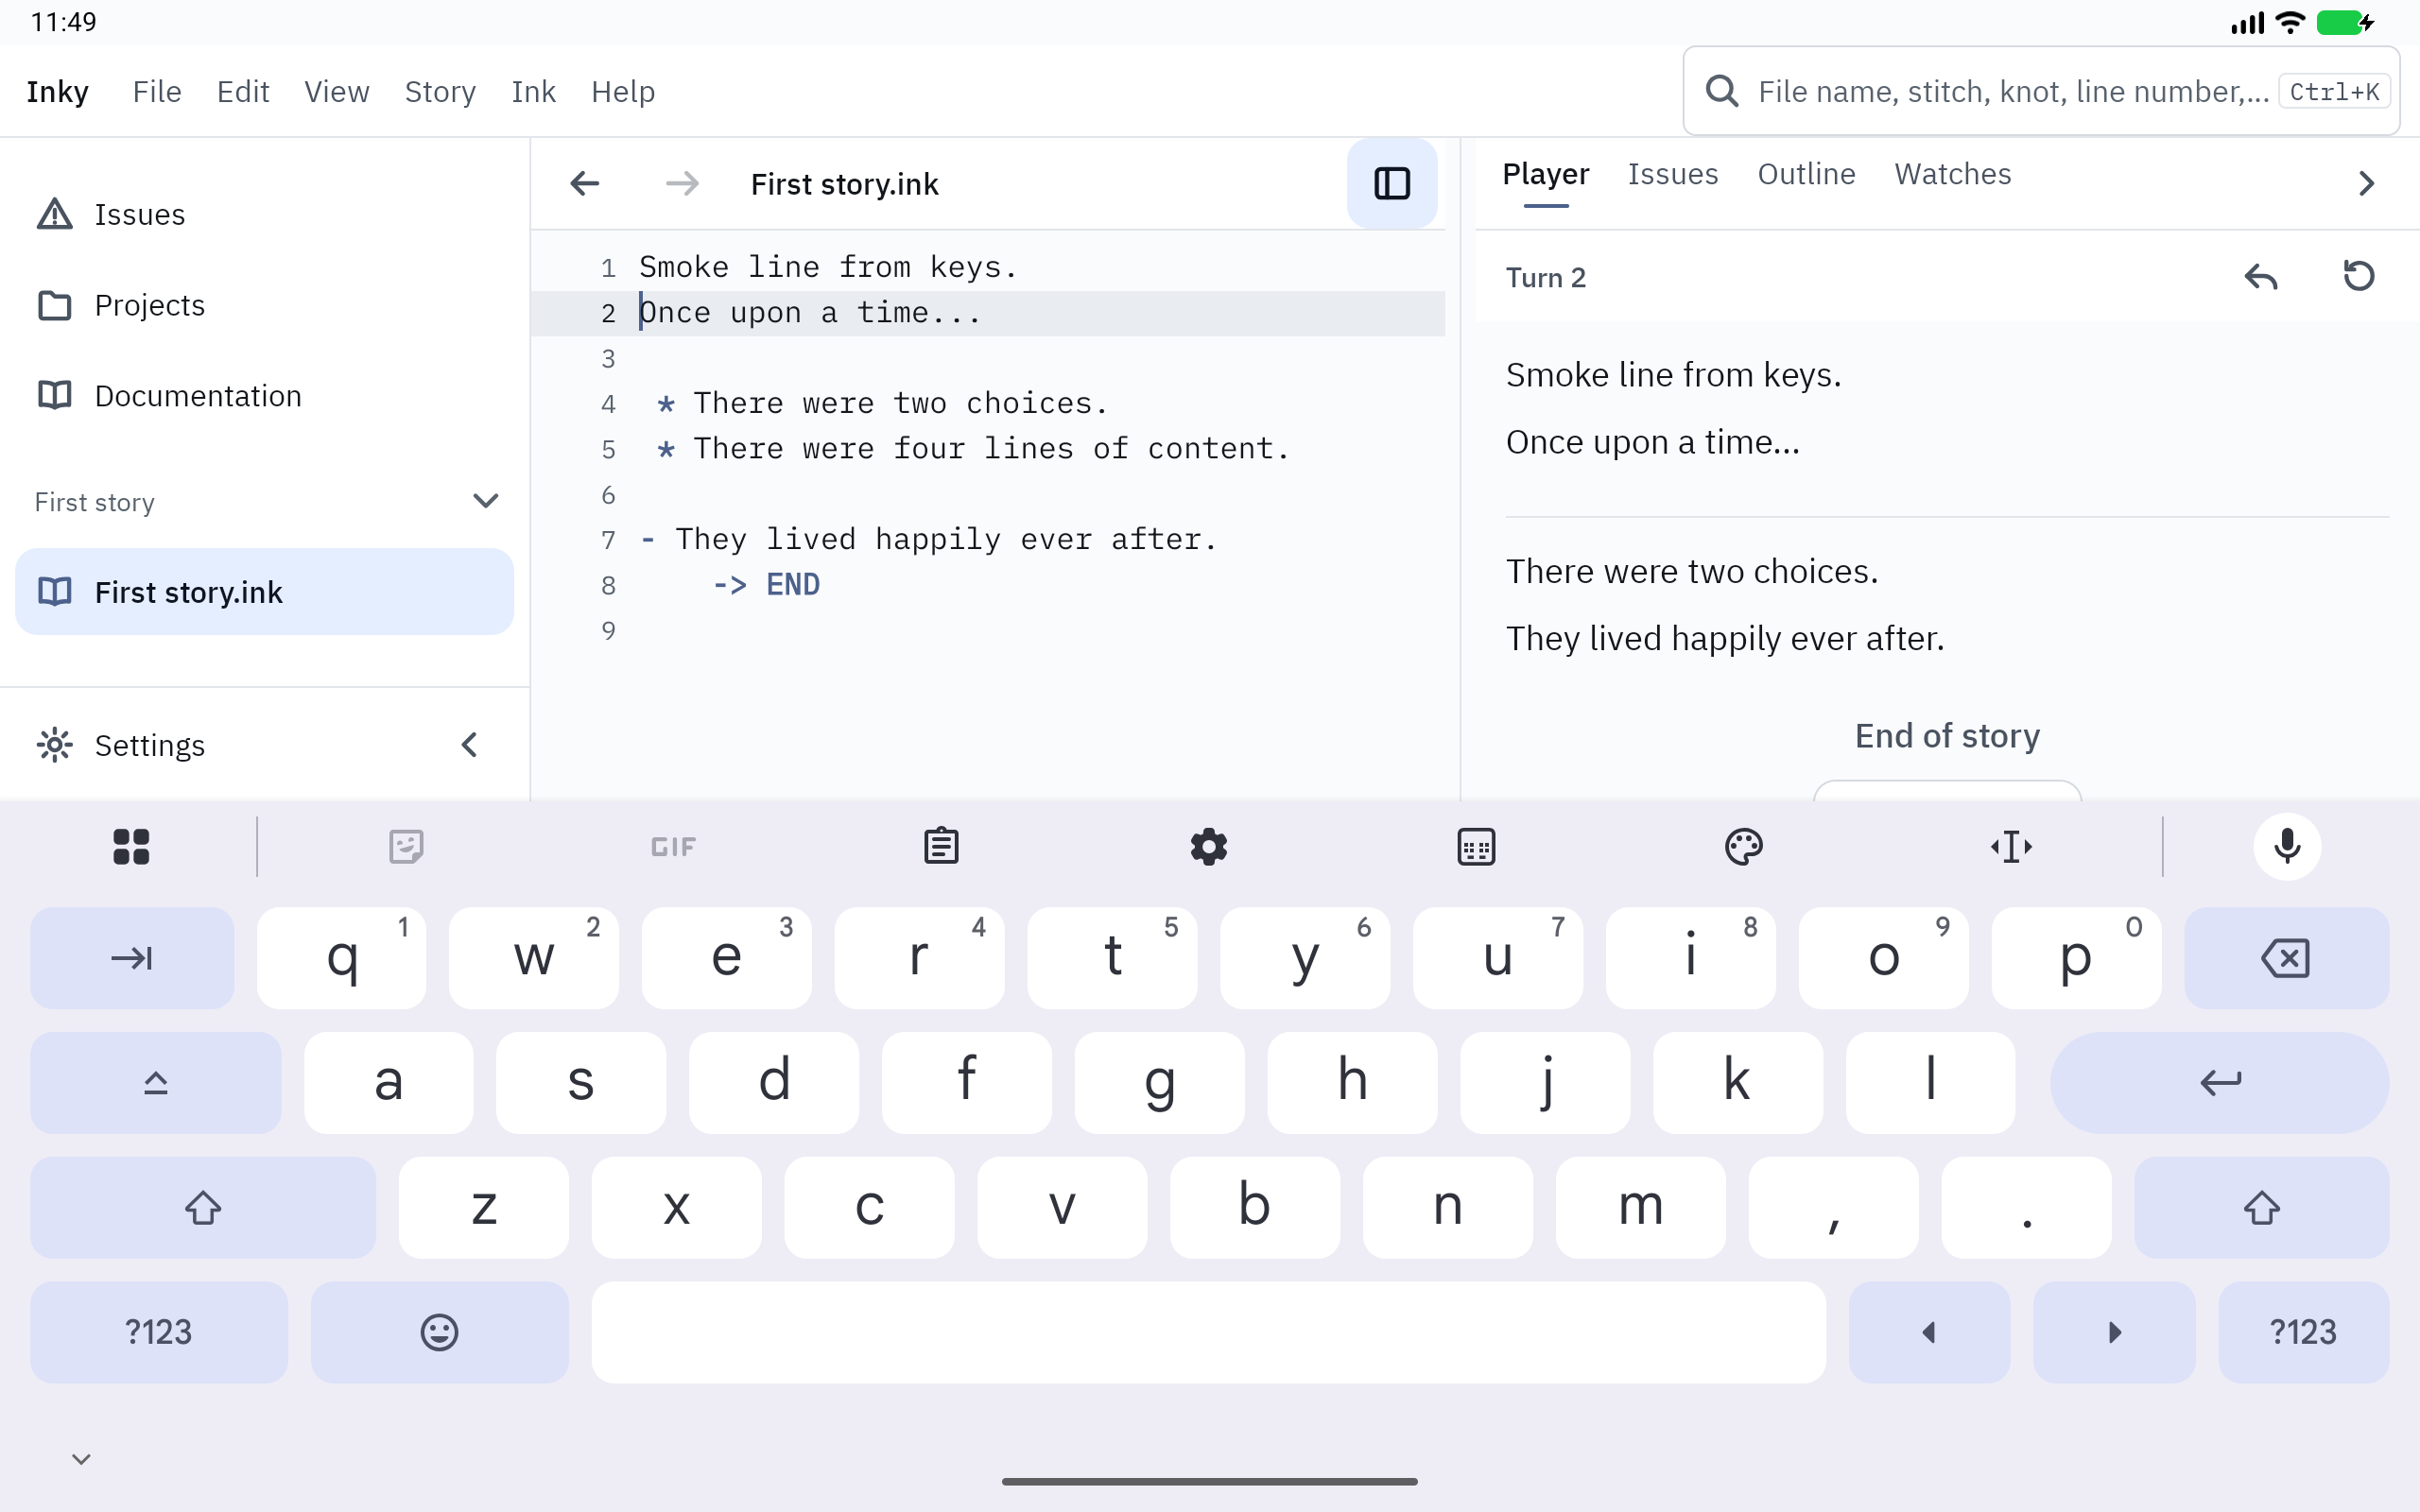 11:49
Inky File Edit View Story Ink Help
File name, stitch, knot, line number,... Ctrl+K
Issues
Projects
Documentation
First story
First story.ink
Settings
First story.ink
1 Smoke line from keys.
2 Once upon a time...
3
4 * There were two choices.
5 * There were four lines of content.
6
7 - They lived happily ever after.
8 -> END
9
Player Issues Outline Watches
Turn 2
Smoke line from keys.
Once upon a time...
There were two choices.
They lived happily ever after.
End of story
GIF
q 1 w 2 e 3 r 4 t 5 y 6 u 7 i 8 o 9 p 0
a s d f g h j k l
z x c v b n m , .
?123 ?123